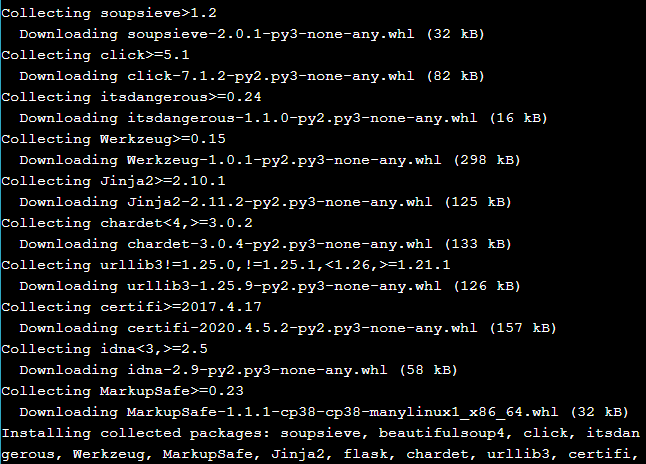 Collecting soupsieve>1.2
  Downloading soupsieve-2.0.1-py3-none-any.whl (32 kB)
Collecting click>=5.1
  Downloading click-7.1.2-py2.py3-none-any.whl (82 kB)
Collecting itsdangerous>=0.24
  Downloading itsdangerous-1.1.0-py2.py3-none-any.whl (16 kB)
Collecting Werkzeug>=0.15
  Downloading Werkzeug-1.0.1-py2.py3-none-any.whl (298 kB)
Collecting Jinja2>=2.10.1
  Downloading Jinja2-2.11.2-py2.py3-none-any.whl (125 kB)
Collecting chardet<4,>=3.0.2
  Downloading chardet-3.0.4-py2.py3-none-any.whl (133 kB)
Collecting urllib3!=1.25.0,!=1.25.1,<1.26,>=1.21.1
  Downloading urllib3-1.25.9-py2.py3-none-any.whl (126 kB)
Collecting certifi>=2017.4.17
  Downloading certifi-2020.4.5.2-py2.py3-none-any.whl (157 kB)
Collecting idna<3,>=2.5
  Downloading idna-2.9-py2.py3-none-any.whl (58 kB)
Collecting MarkupSafe>=0.23
  Downloading MarkupSafe-1.1.1-cp38-cp38-manylinux1_x86_64.whl (32 kB)
Installing collected packages: soupsieve, beautifulsoup4, click, itsdan
gerous, Werkzeug, MarkupSafe, Jinja2, flask, chardet, urllib3, certifi,